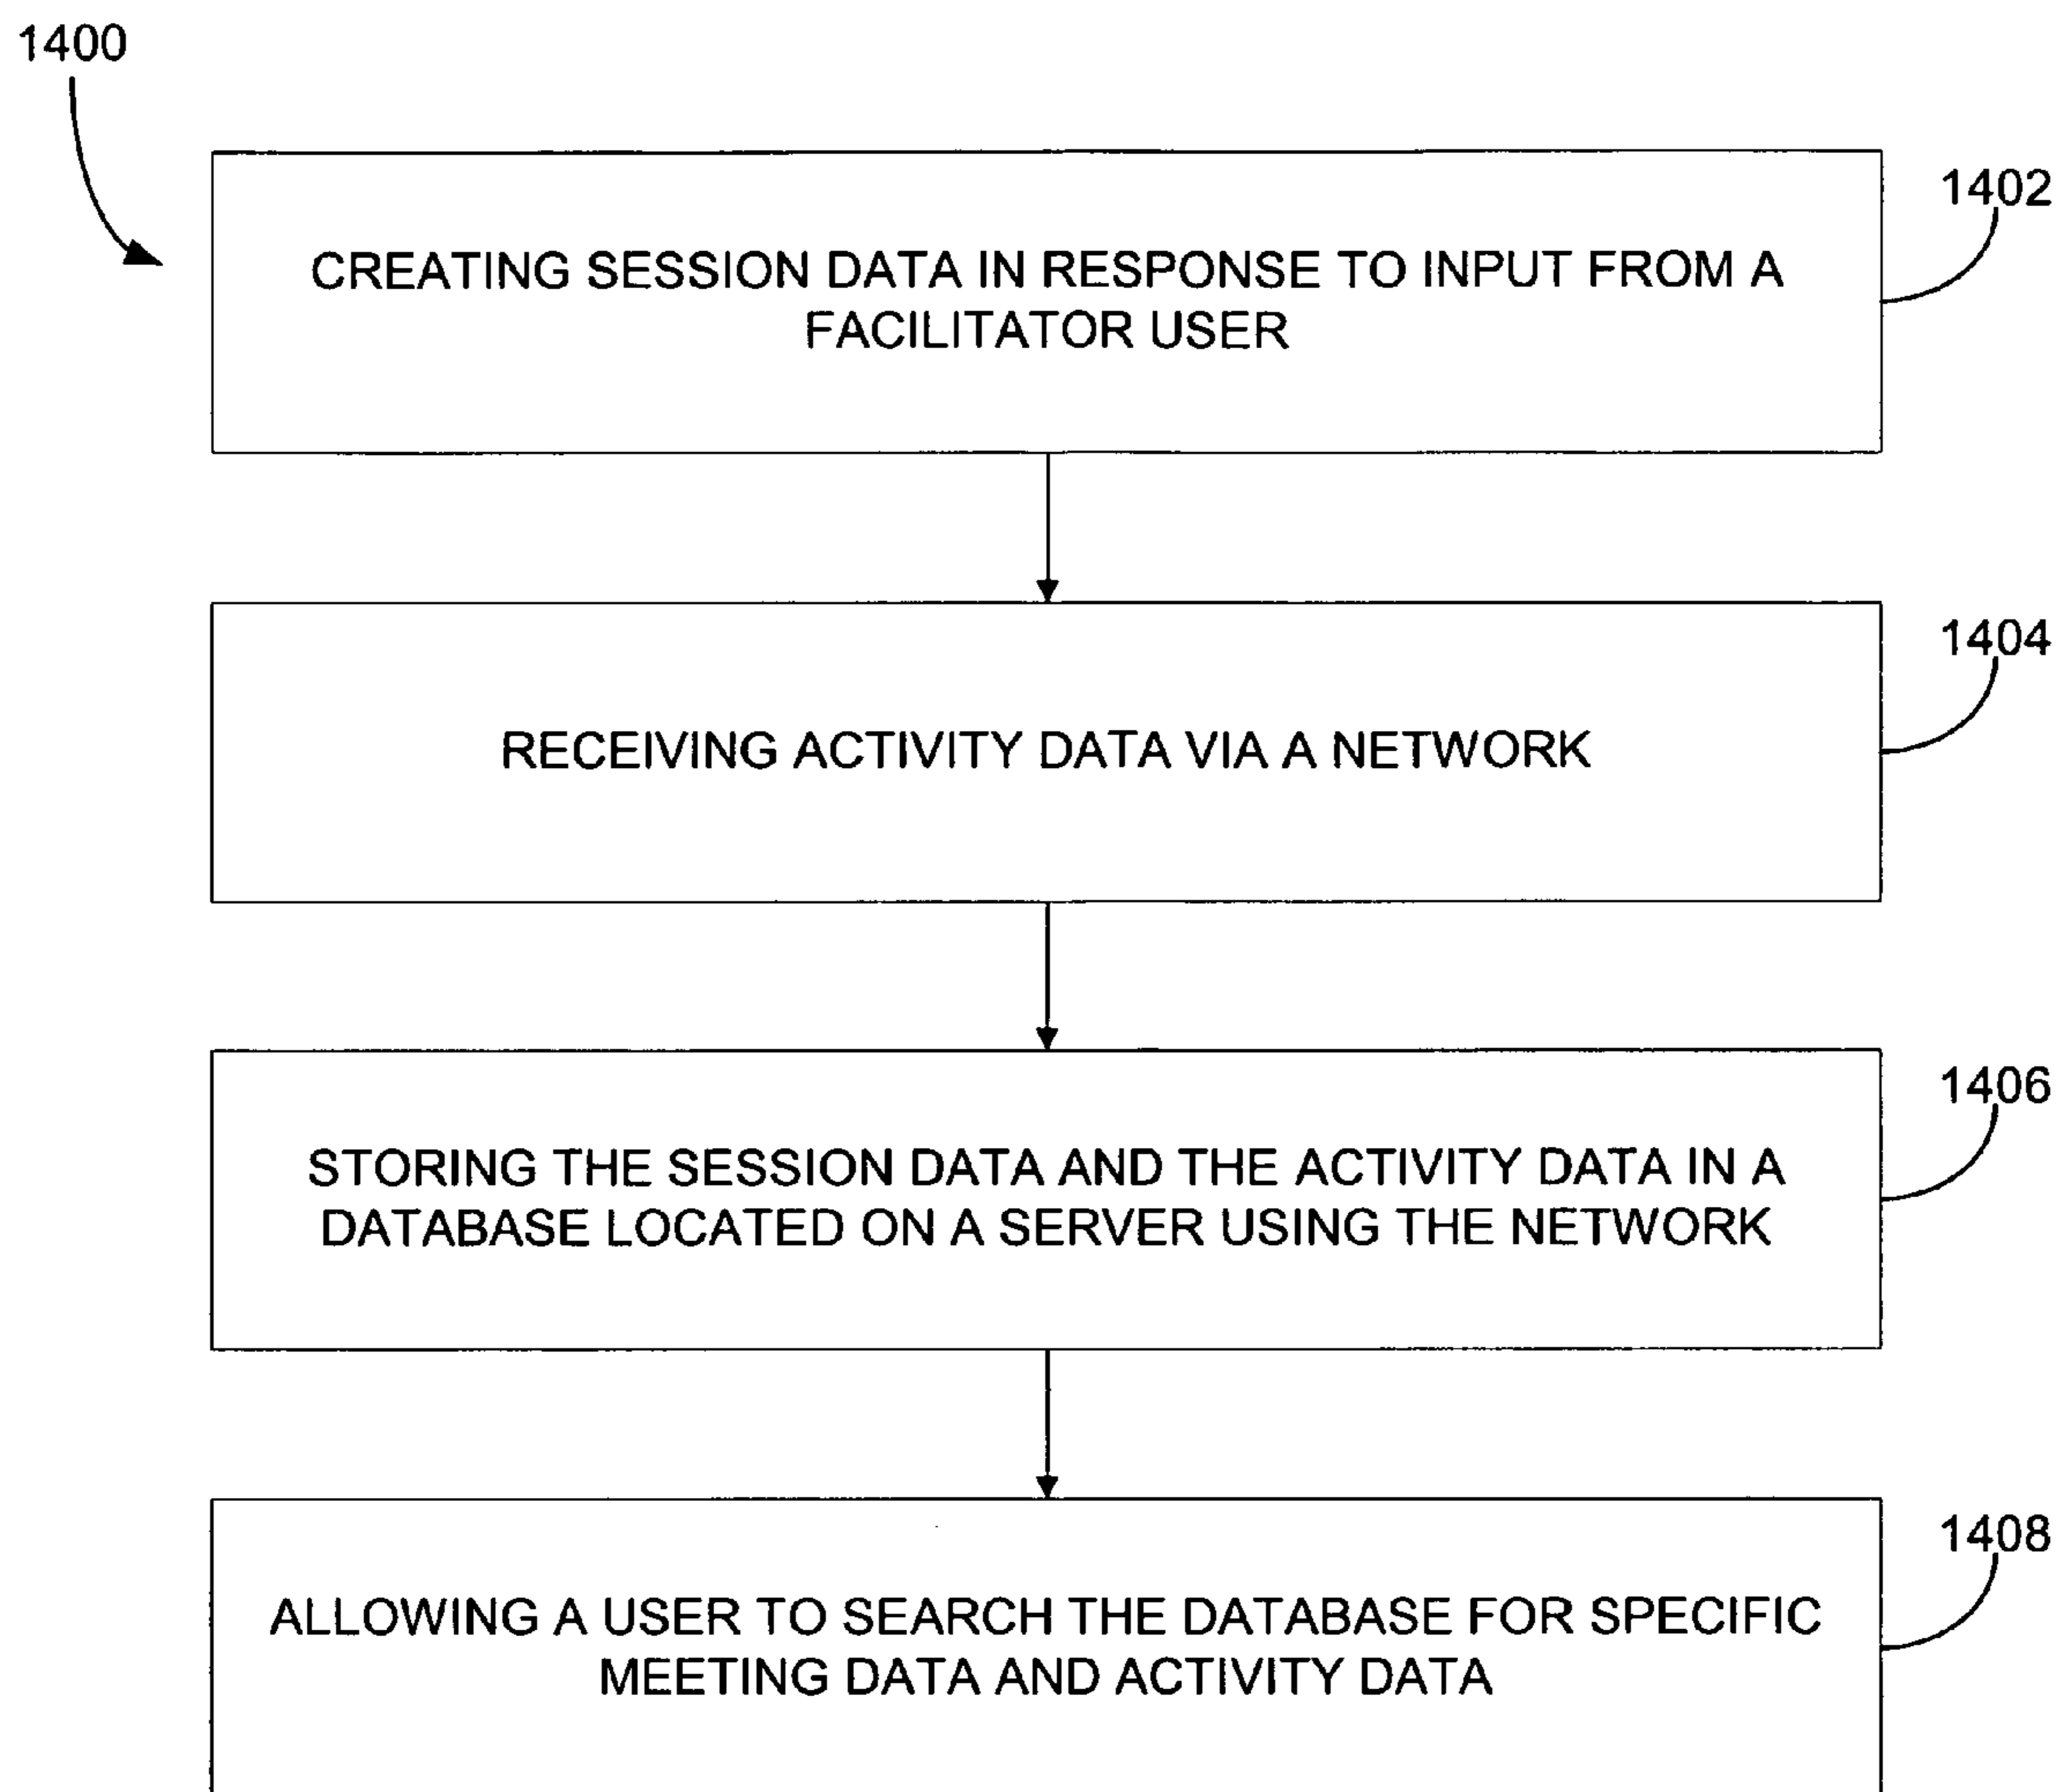 1400
1402
CREATING SESSION DATA IN RESPONSE TO INPUT FROM A
FACILITATOR USER
1404
RECEIVING ACTIVITY DATA VIA A NETWORK
1406
STORING THE SESSION DATA AND THE ACTIVITY DATA IN A
DATABASE LOCATED ON A SERVER USING THE NETWORK
1408
ALLOWING A USER TO SEARCH THE DATABASE FOR SPECIFIC
MEETING DATA AND ACTIVITY DATA